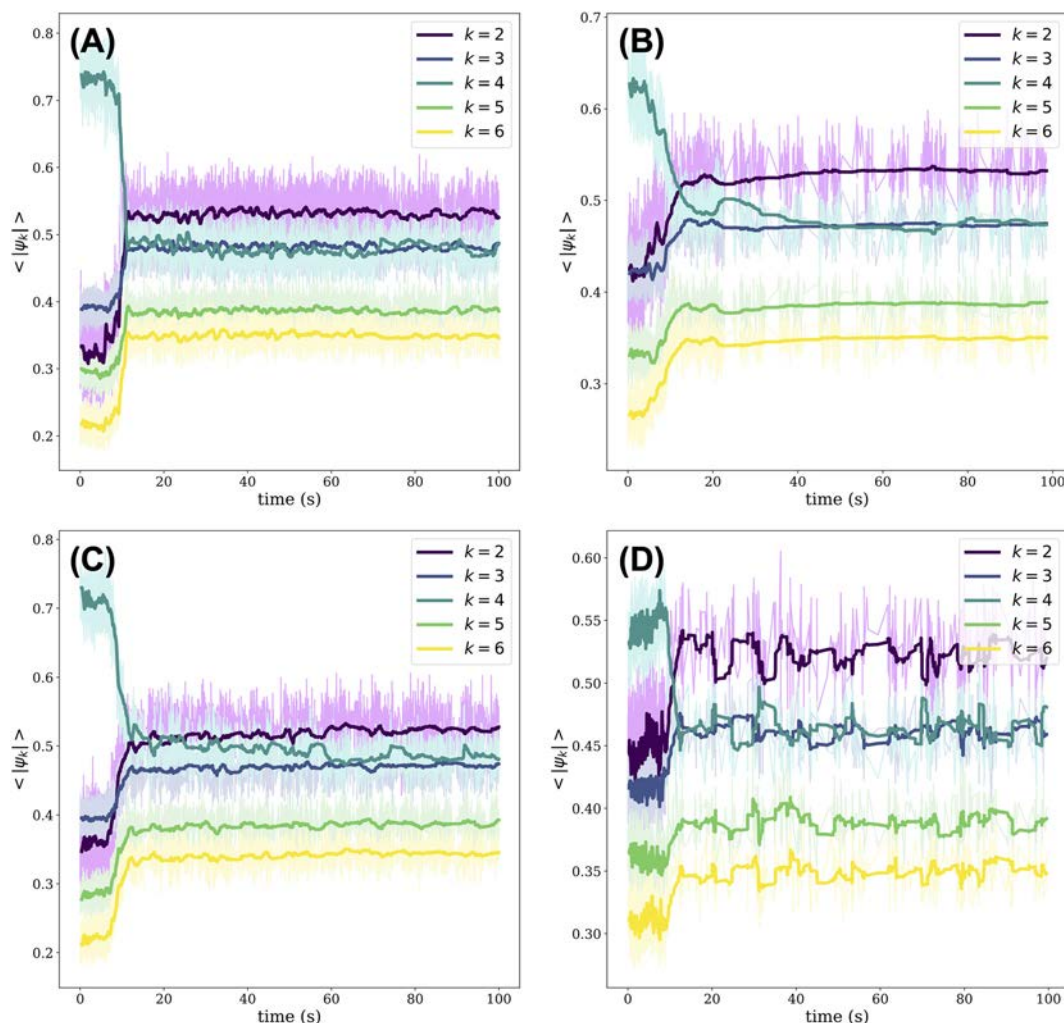 (A)
k = 2
k = 3
k = 4
k = 5
k = 6
0.8
0.7
0.6
0.5
0.4
0.3
0.2
< |ψk| >
0 20 40 60 80 100
time (s)
(B)
k = 2
k = 3
k = 4
k = 5
k = 6
0.7
0.6
0.5
0.4
0.3
< |ψk| >
0 20 40 60 80 100
time (s)
(C)
k = 2
k = 3
k = 4
k = 5
k = 6
0.8
0.7
0.6
0.5
0.4
0.3
0.2
< |ψk| >
0 20 40 60 80 100
time (s)
(D)
k = 2
k = 3
k = 4
k = 5
k = 6
0.60
0.55
0.50
0.45
0.40
0.35
0.30
< |ψk| >
0 20 40 60 80 100
time (s)